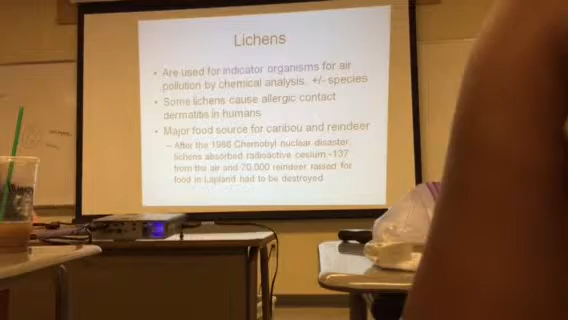 Lichens
• Are used for indicator organisms for air
pollution by chemical analysis, +/- species
• Some lichens cause allergic contact
dermatitis in humans
• Major food source for caribou and reindeer
– After the 1986 Chernobyl nuclear disaster
lichens absorbed radioactive cesium -137
from the air and 70,000 reindeer raised for
food in Lapland had to be destroyed